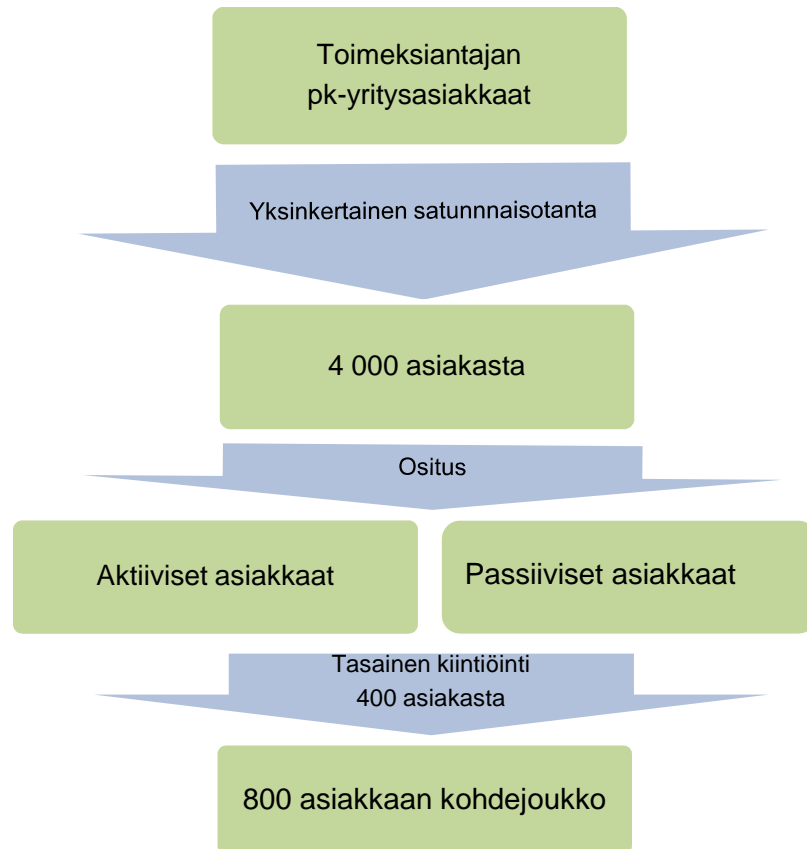 Toimeksiantajan
pk-yritysasiakkaat
Yksinkertainen satunnnaisotanta
4 000 asiakasta
Ositus
Aktiiviset asiakkaat
Passiiviset asiakkaat
Tasainen kiintiöinti
400 asiakasta
800 asiakkaan kohdejoukko